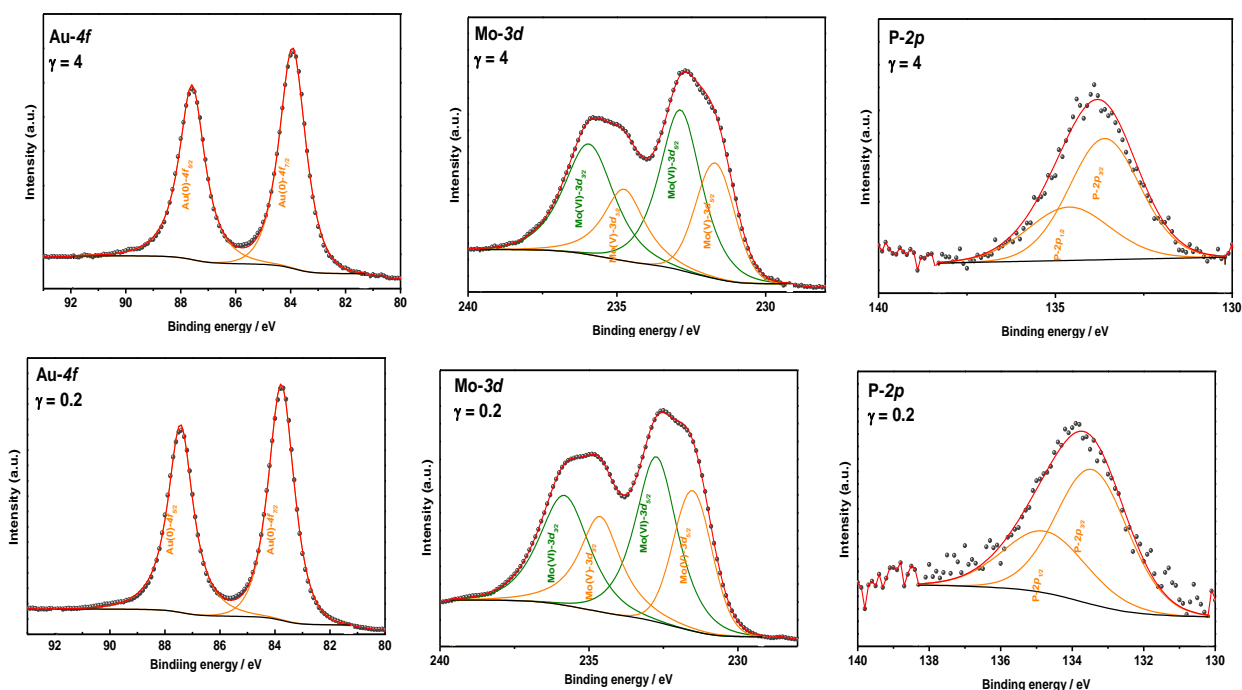 Au-4f
γ = 4
Intensity (a.u.)
Au(0)-4f5/2
Au(0)-4f7/2
92 90 88 86 84 82 80
Binding energy / eV
Mo-3d
γ = 4
Intensity (a.u.)
Mo(VI)-3d3/2
Mo(V)-3d3/2
Mo(VI)-3d5/2
Mo(V)-3d5/2
240 235 230
Binding energy / eV
P-2p
γ = 4
Intensity (a.u.)
P-2p1/2
P-2p3/2
140 135 130
Binding energy / eV
Au-4f
γ = 0.2
Intensity (a.u.)
Au(0)-4f5/2
92 90 88 86 84 82 80
Bindiing energy / eV
Mo-3d
γ = 0.2
Intensity (a.u.)
Mo(VI)-3d3/2
Mo(V)-3d3/2
Mo(VI)-3d5/2
Mo(V)-3d5/2
240 235 230
Binding energy / eV
P-2p
γ = 0.2
Intensity (a.u.)
P-2p1/2
P-2p3/2
140 138 136 134 132 130
Binding energy / eV